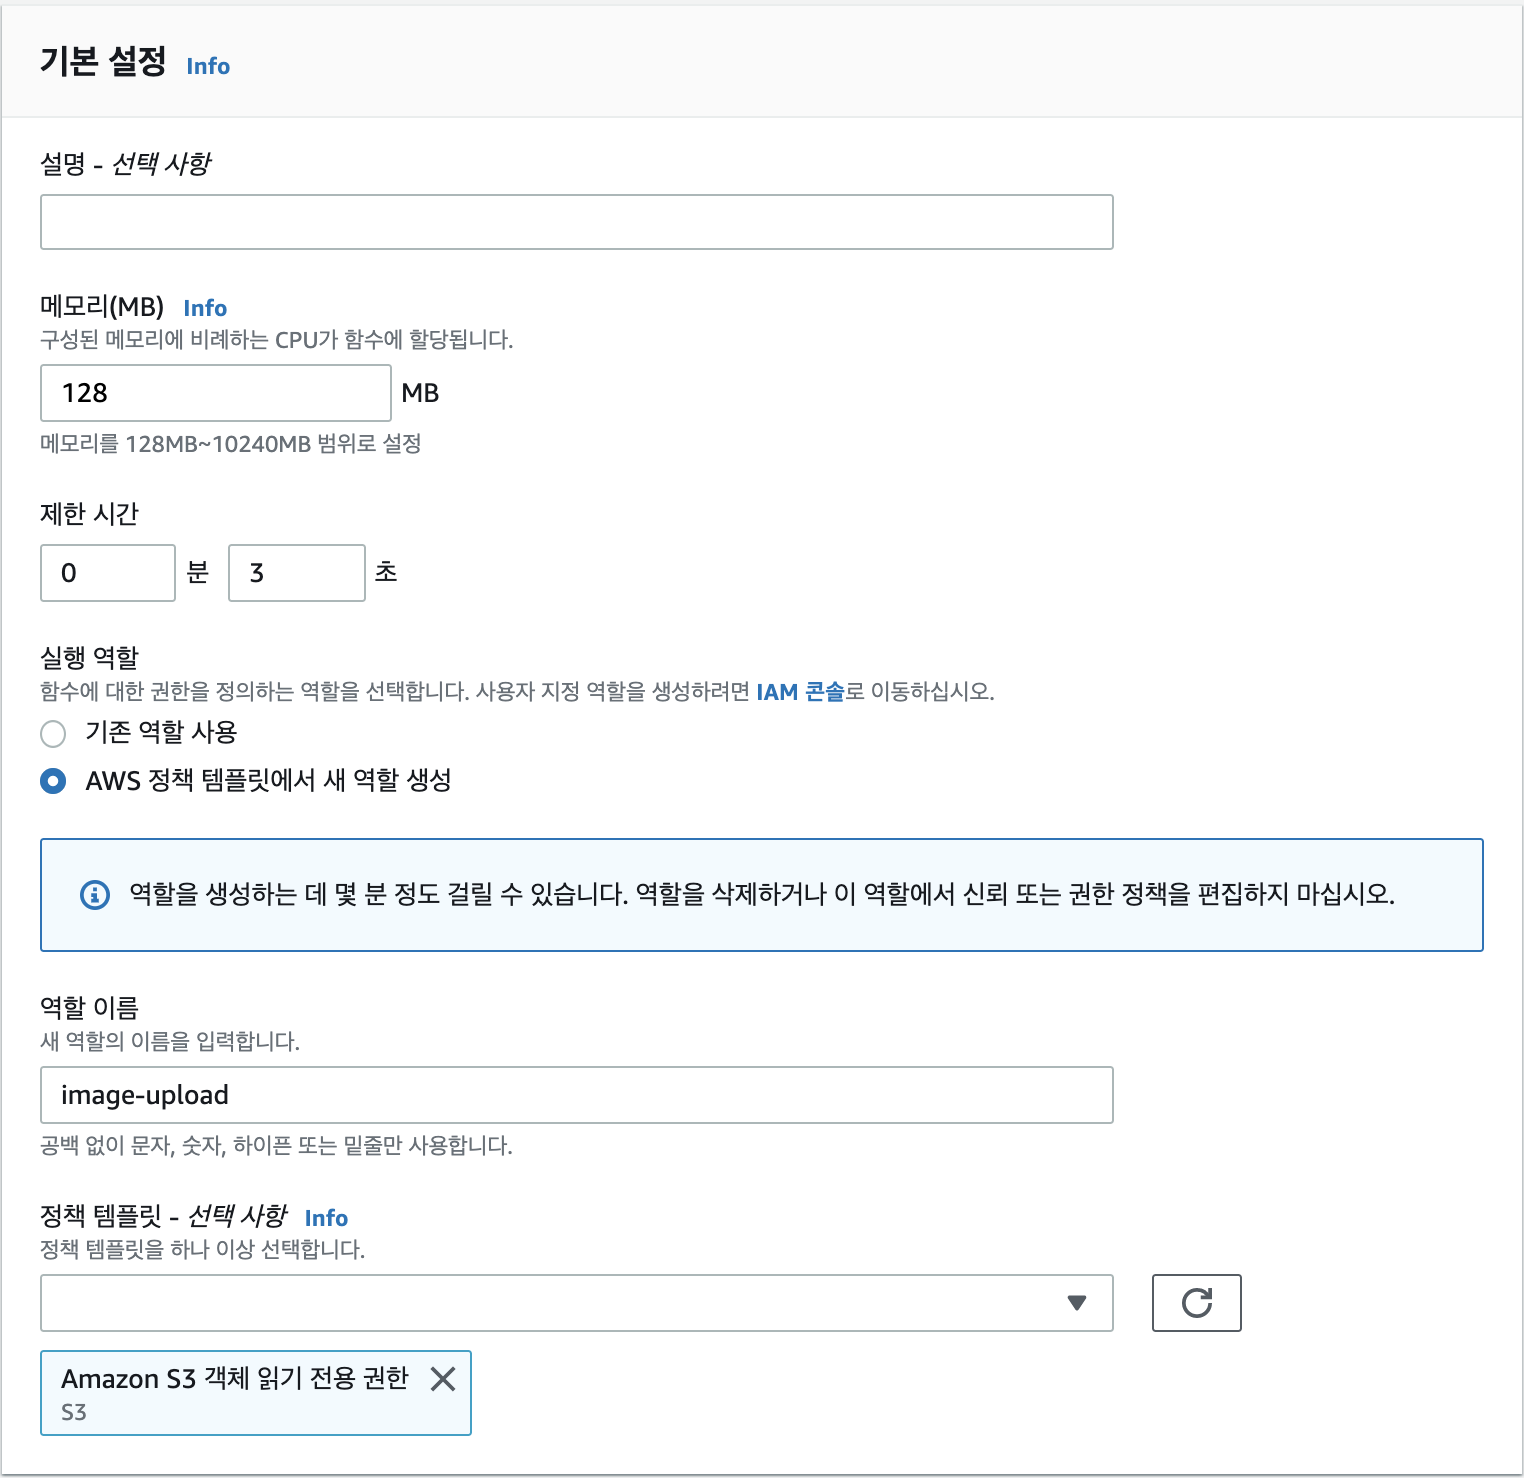 기본 설정 Info
설명 - 선택 사항
메모리(MB) Info
구성된 메모리에 비례하는 CPU가 함수에 할당됩니다.
128 MB
메모리를 128MB~10240MB 범위로 설정
제한 시간
0 분 3 초
실행 역할
함수에 대한 권한을 정의하는 역할을 선택합니다. 사용자 지정 역할을 생성하려면 IAM 콘솔로 이동하십시오.
기존 역할 사용
AWS 정책 템플릿에서 새 역할 생성
역할을 생성하는 데 몇 분 정도 걸릴 수 있습니다. 역할을 삭제하거나 이 역할에서 신뢰 또는 권한 정책을 편집하지 마십시오.
역할 이름
새 역할의 이름을 입력합니다.
image-upload
공백 없이 문자, 숫자, 하이픈 또는 밑줄만 사용합니다.
정책 템플릿 - 선택 사항 Info
정책 템플릿을 하나 이상 선택합니다.
Amazon S3 객체 읽기 전용 권한
S3